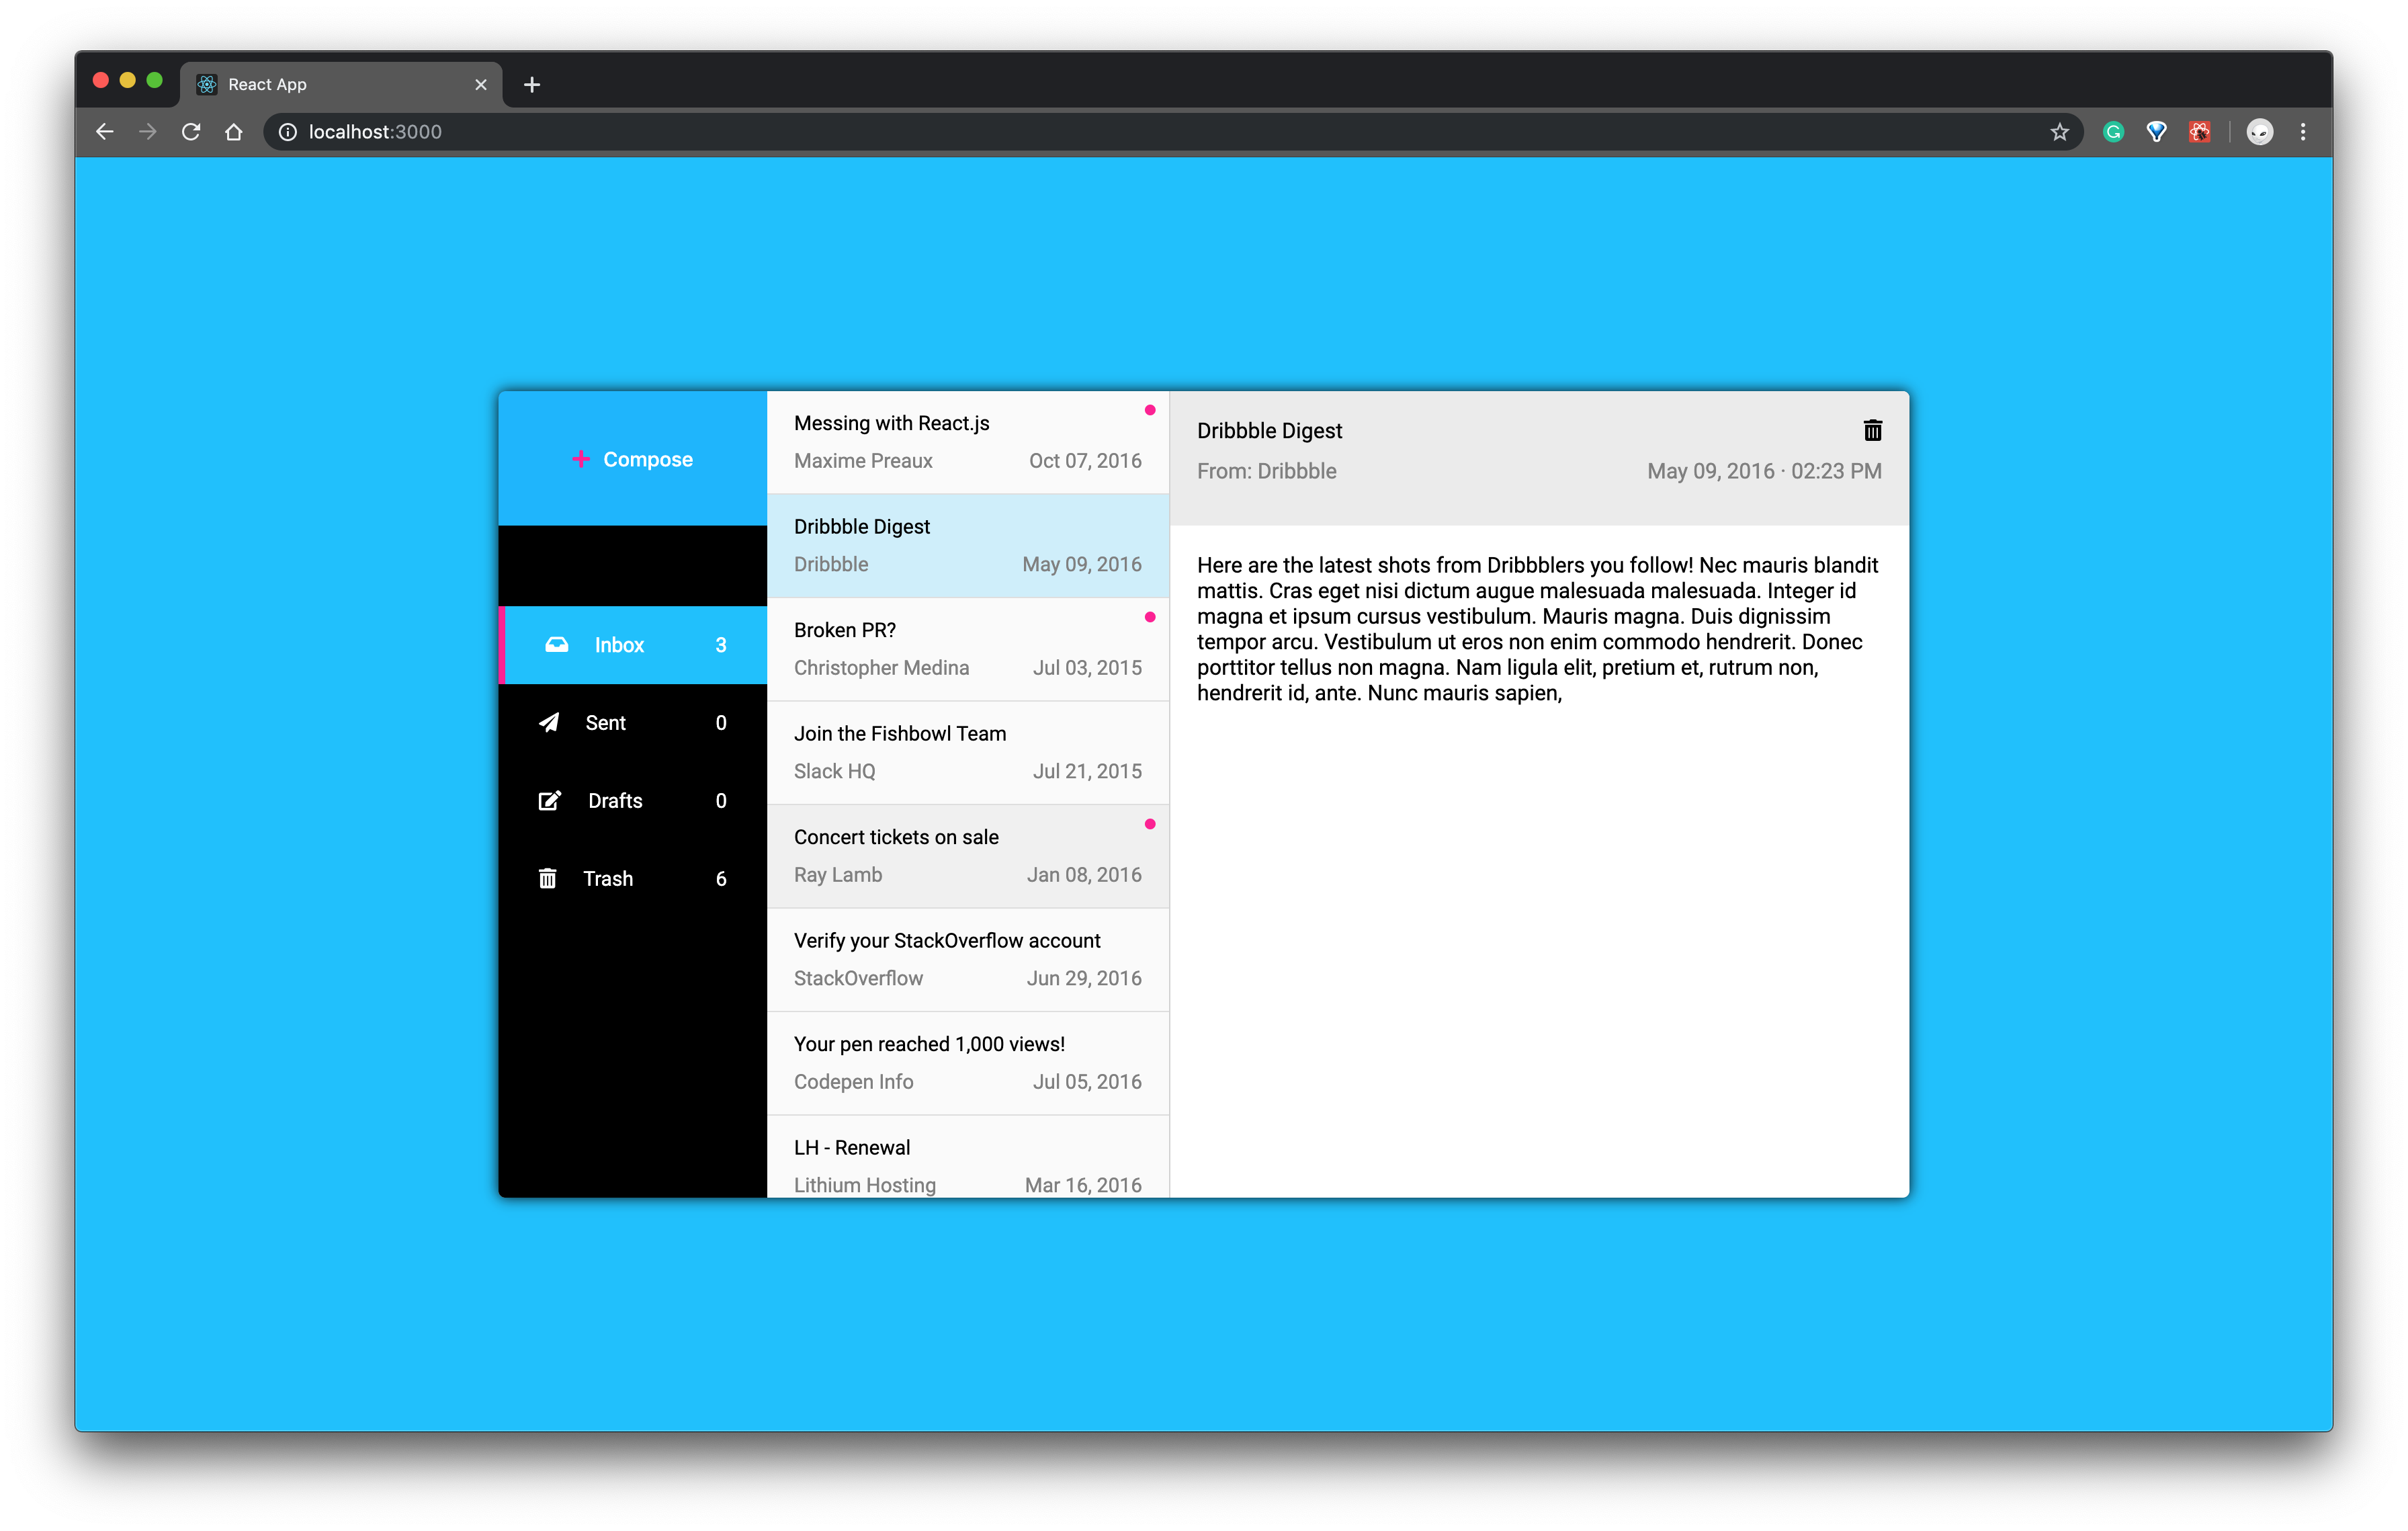 React App
localhost:3000
Compose
Inbox 3
Sent 0
Drafts 0
Trash 6
Messing with React.js
Maxime Preaux Oct 07, 2016
Dribbble Digest
Dribbble May 09, 2016
Broken PR?
Christopher Medina Jul 03, 2015
Join the Fishbowl Team
Slack HQ Jul 21, 2015
Concert tickets on sale
Ray Lamb Jan 08, 2016
Verify your StackOverflow account
StackOverflow Jun 29, 2016
Your pen reached 1,000 views!
Codepen Info Jul 05, 2016
LH - Renewal
Lithium Hosting Mar 16, 2016
Dribbble Digest
From: Dribbble May 09, 2016 · 02:23 PM
Here are the latest shots from Dribbblers you follow! Nec mauris blandit
mattis. Cras eget nisi dictum augue malesuada malesuada. Integer id
magna et ipsum cursus vestibulum. Mauris magna. Duis dignissim
tempor arcu. Vestibulum ut eros non enim commodo hendrerit. Donec
porttitor tellus non magna. Nam ligula elit, pretium et, rutrum non,
hendrerit id, ante. Nunc mauris sapien,